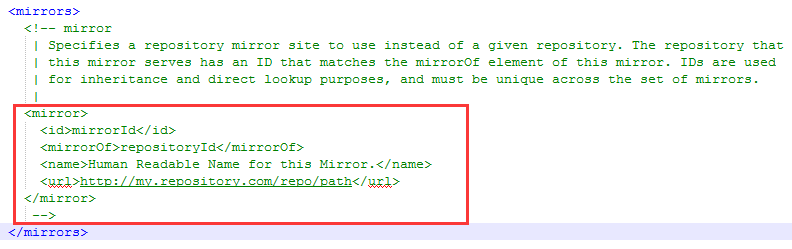 <mirrors>
<!-- mirror
| Specifies a repository mirror site to use instead of a given repository. The repository that
| this mirror serves has an ID that matches the mirrorOf element of this mirror. IDs are used
| for inheritance and direct lookup purposes, and must be unique across the set of mirrors.
|
<mirror>
<id>mirrorId</id>
<mirrorOf>repositoryId</mirrorOf>
<name>Human Readable Name for this Mirror.</name>
<url>http://my.repository.com/repo/path</url>
</mirror>
-->
</mirrors>